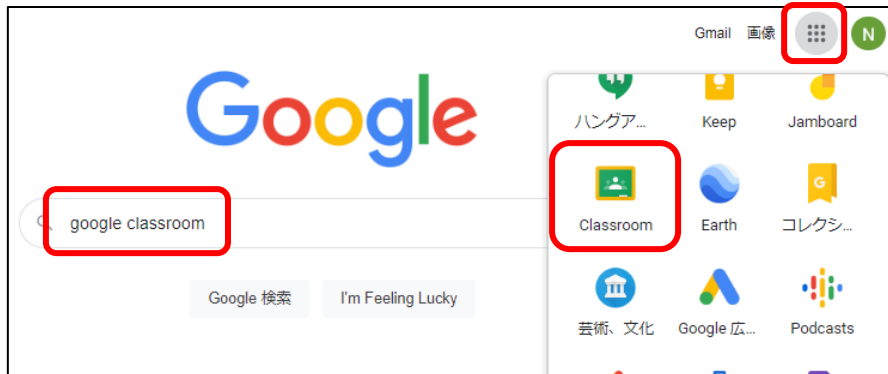 Gmail 画像 N
Google
ハングア... Keep Jamboard
google classroom
G
Classroom Earth コレクシ...
Google 検索 I'm Feeling Lucky
芸術、文化 Google 広... Podcasts